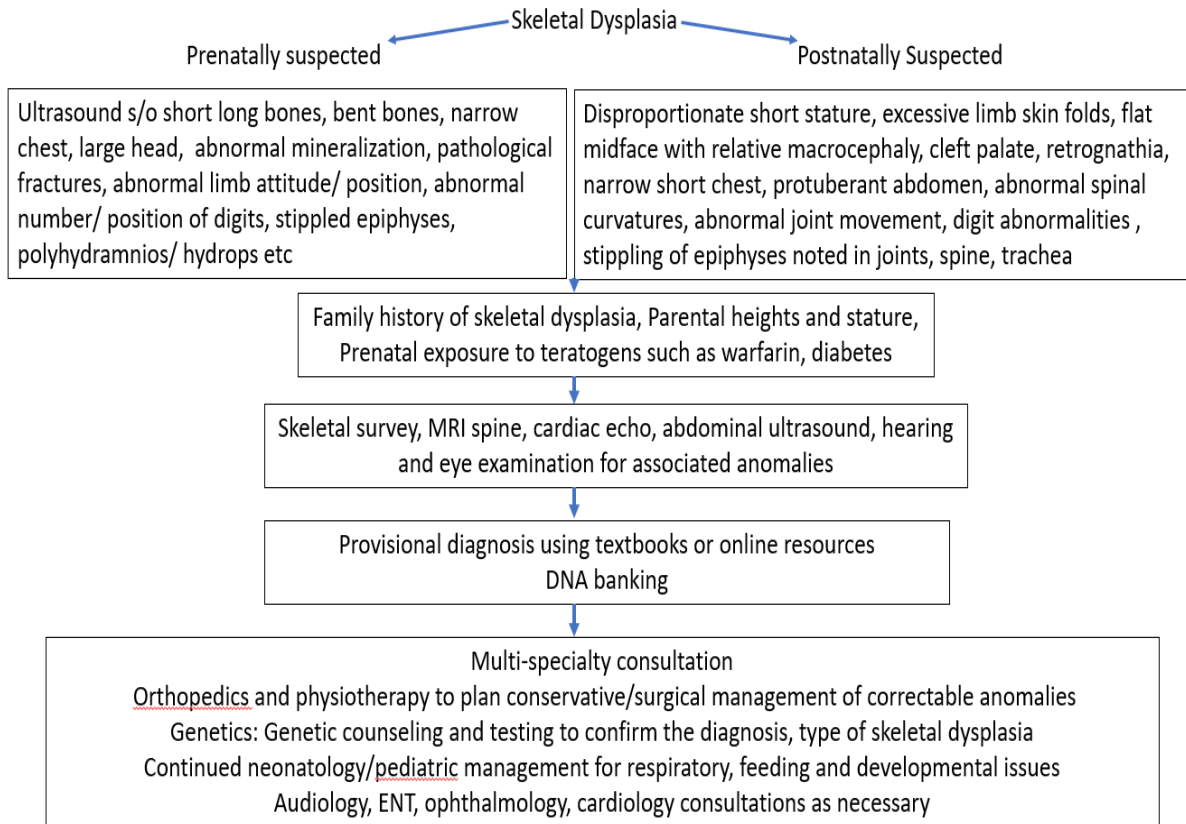 Skeletal Dysplasia
Prenatally suspected
Postnatally Suspected
Ultrasound s/o short long bones, bent bones, narrow
chest, large head, abnormal mineralization, pathological
fractures, abnormal limb attitude/ position, abnormal
number/ position of digits, stippled epiphyses,
polyhydramnios/ hydrops etc
Disproportionate short stature, excessive limb skin folds, flat
midface with relative macrocephaly, cleft palate, retrognathia,
narrow short chest, protuberant abdomen, abnormal spinal
curvatures, abnormal joint movement, digit abnormalities ,
stippling of epiphyses noted in joints, spine, trachea
Family history of skeletal dysplasia, Parental heights and stature,
Prenatal exposure to teratogens such as warfarin, diabetes
Skeletal survey, MRI spine, cardiac echo, abdominal ultrasound, hearing
and eye examination for associated anomalies
Provisional diagnosis using textbooks or online resources
DNA banking
Multi-specialty consultation
Orthopedics and physiotherapy to plan conservative/surgical management of correctable anomalies
Genetics: Genetic counseling and testing to confirm the diagnosis, type of skeletal dysplasia
Continued neonatology/pediatric management for respiratory, feeding and developmental issues
Audiology, ENT, ophthalmology, cardiology consultations as necessary